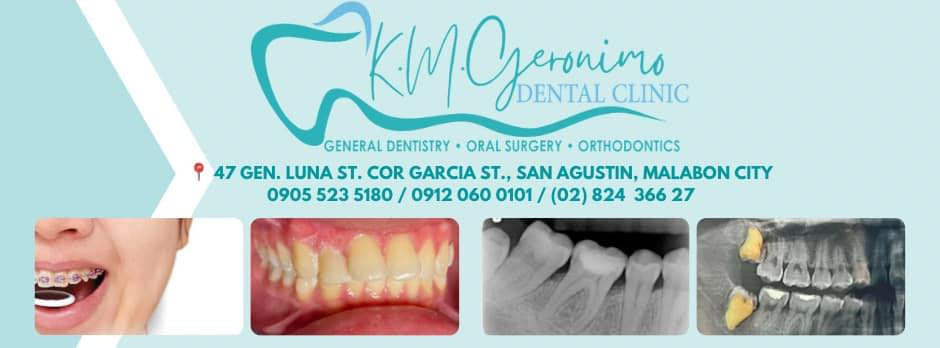 K.M.Geronimo
DENTAL CLINIC
GENERAL DENTISTRY • ORAL SURGERY • ORTHODONTICS
47 GEN. LUNA ST. COR GARCIA ST., SAN AGUSTIN, MALABON CITY
0905 523 5180 / 0912 060 0101 / (02) 824 366 27